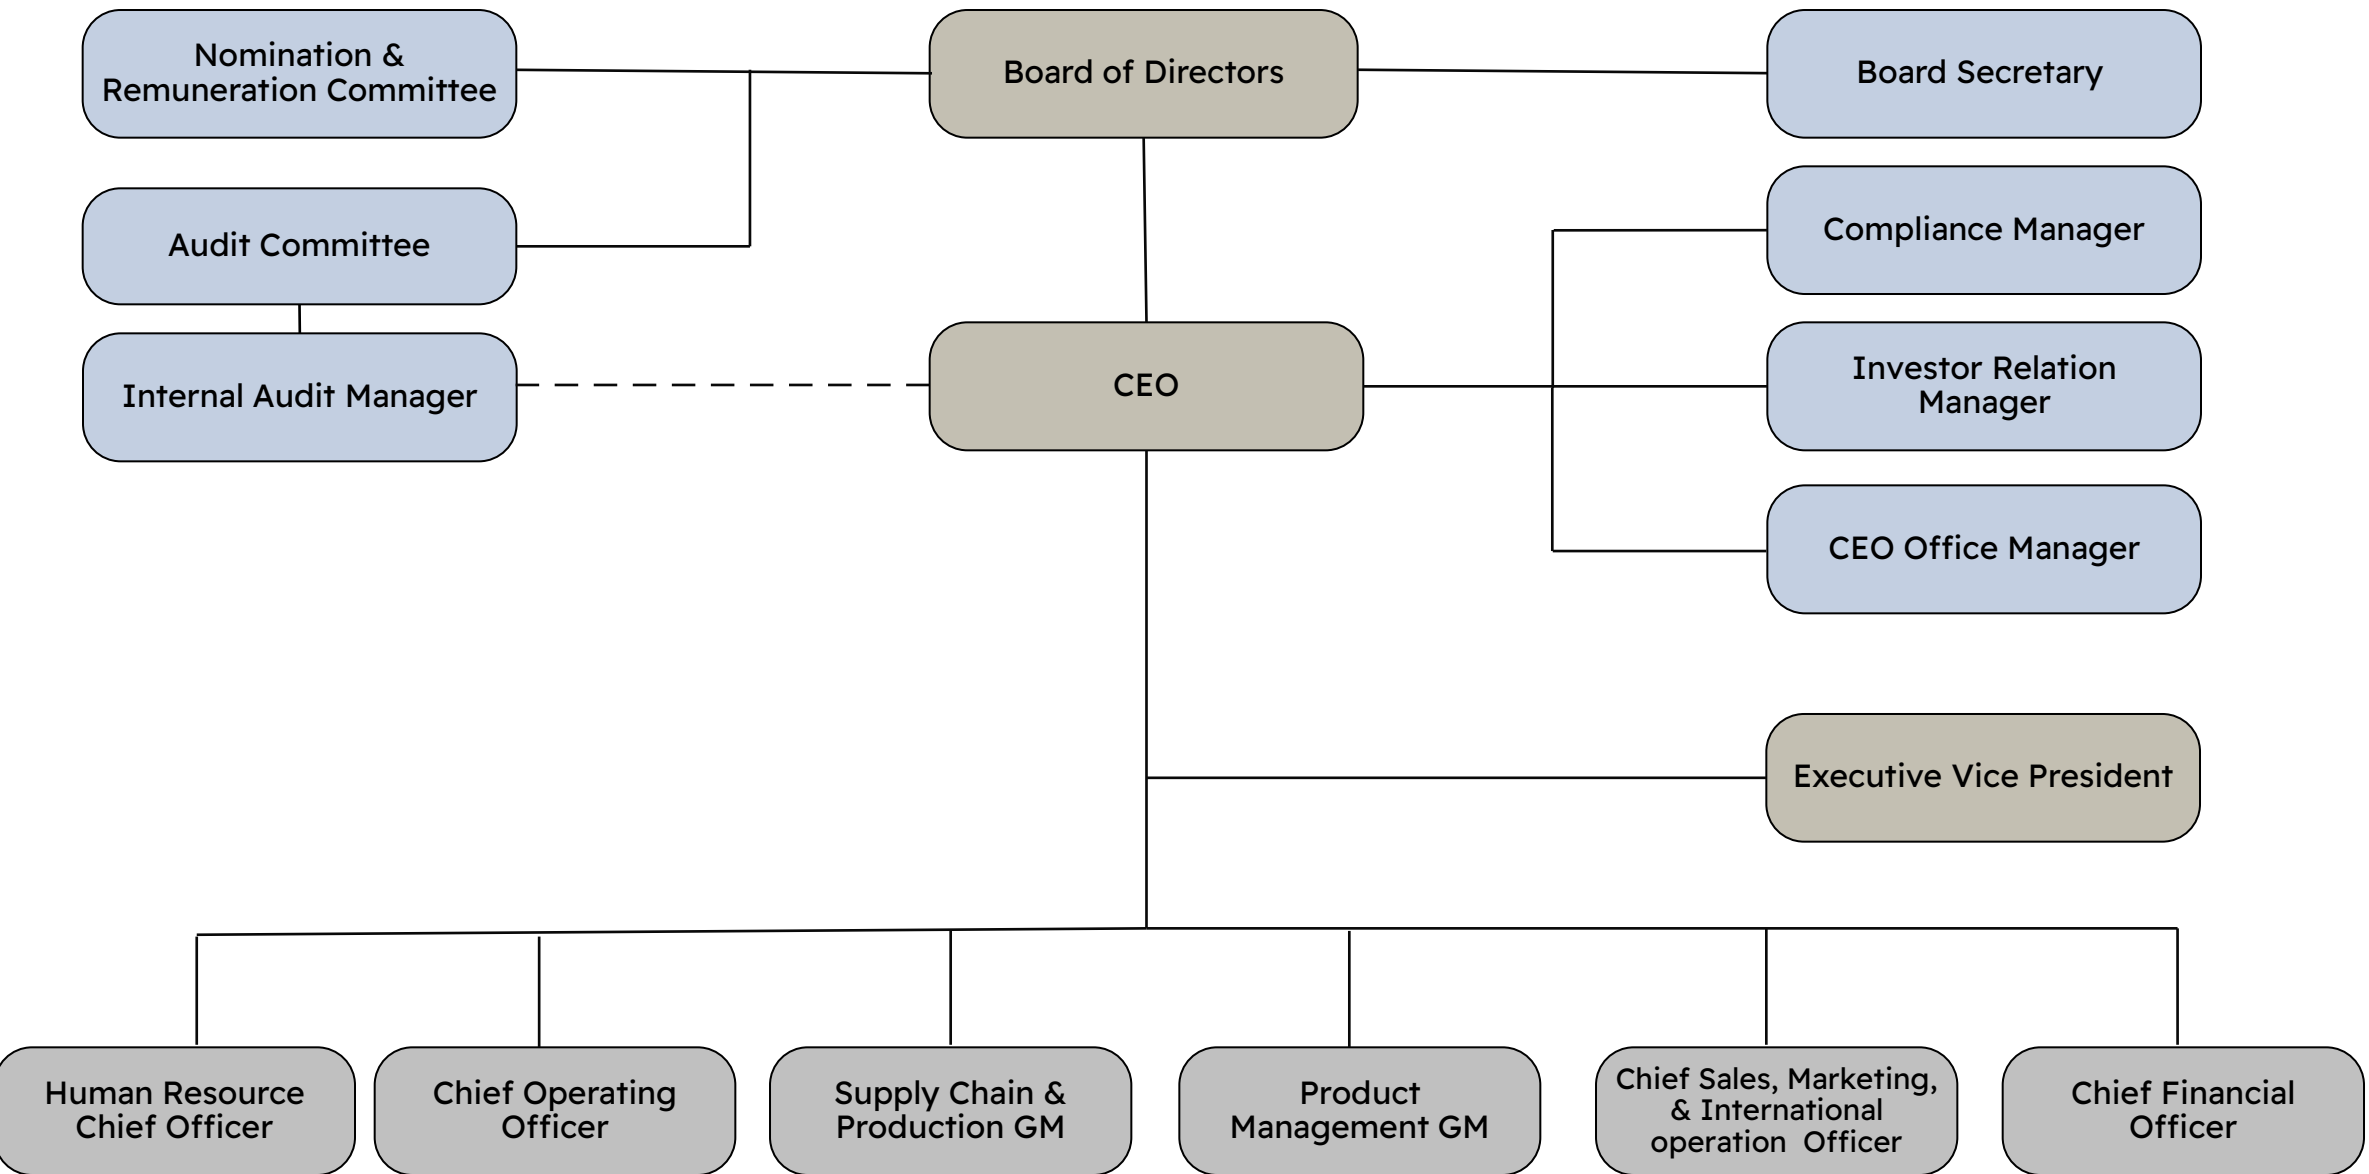 Nomination &
Remuneration Committee
Board of Directors
Board Secretary
Audit Committee
Compliance Manager
Internal Audit Manager
CEO
Investor Relation
Manager
CEO Office Manager
Executive Vice President
Human Resource
Chief Officer
Chief Operating
Officer
Supply Chain &
Production GM
Product
Management GM
Chief Sales, Marketing,
& International
operation Officer
Chief Financial
Officer